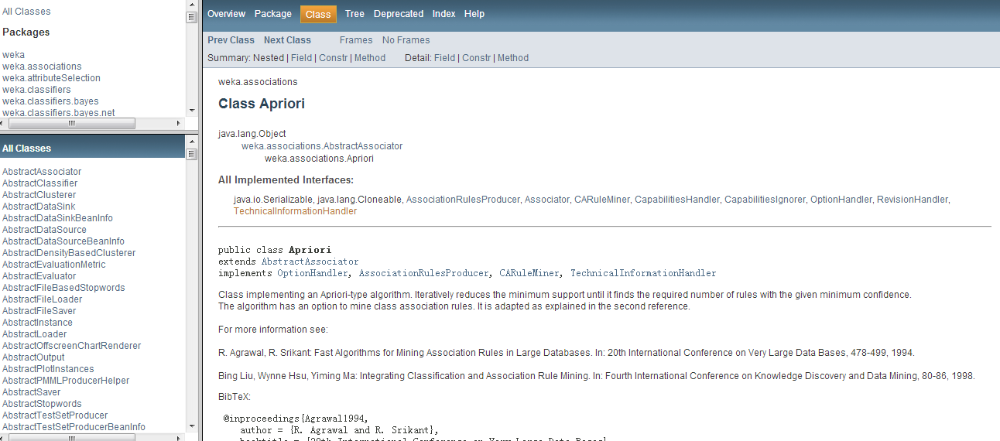 All Classes
Packages
weka
weka.associations
weka.attributeSelection
weka.classifiers
weka.classifiers.bayes
weka.classifiers.bayes.net
All Classes
AbstractAssociator
AbstractClassifier
AbstractClusterer
AbstractDataSink
AbstractDataSinkBeanInfo
AbstractDataSource
AbstractDataSourceBeanInfo
AbstractDensityBasedClusterer
AbstractEvaluationMetric
AbstractEvaluator
AbstractFileBasedStopwords
AbstractFileLoader
AbstractFileSaver
AbstractInstance
AbstractLoader
AbstractOffscreenChartRenderer
AbstractOutput
AbstractPlotInstances
AbstractPMMLProducerHelper
AbstractSaver
AbstractStopwords
AbstractTestSetProducer
AbstractTestSetProducerBeanInfo
Overview Package Class Tree Deprecated Index Help
Prev Class Next Class Frames No Frames
Summary: Nested | Field | Constr | Method Detail: Field | Constr | Method
weka.associations
Class Apriori
java.lang.Object
weka.associations.AbstractAssociator
weka.associations.Apriori
All Implemented Interfaces:
java.io.Serializable, java.lang.Cloneable, AssociationRulesProducer, Associator, CARuleMiner, CapabilitiesHandler, CapabilitiesIgnorer, OptionHandler, RevisionHandler,
TechnicalInformationHandler
public class Apriori
extends AbstractAssociator
implements OptionHandler, AssociationRulesProducer, CARuleMiner, TechnicalInformationHandler
Class implementing an Apriori-type algorithm. Iteratively reduces the minimum support until it finds the required number of rules with the given minimum confidence.
The algorithm has an option to mine class association rules. It is adapted as explained in the second reference.
For more information see:
R. Agrawal, R. Srikant: Fast Algorithms for Mining Association Rules in Large Databases. In: 20th International Conference on Very Large Data Bases, 478-499, 1994.
Bing Liu, Wynne Hsu, Yiming Ma: Integrating Classification and Association Rule Mining. In: Fourth International Conference on Knowledge Discovery and Data Mining, 80-86, 1998.
BibTeX:
@inproceedings{Agrawal1994,
author = {R. Agrawal and R. Srikant},
booktitle = {20th International Conference on Very Large Data Bases},